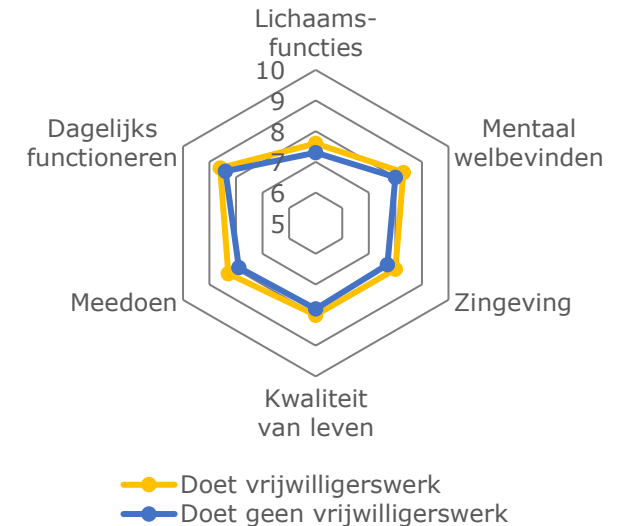 Lichaams-
functies
10
9
8
7
6
5
Dagelijks
functioneren
Mentaal
welbevinden
Meedoen
Zingeving
Kwaliteit
van leven
Doet vrijwilligerswerk
Doet geen vrijwilligerswerk